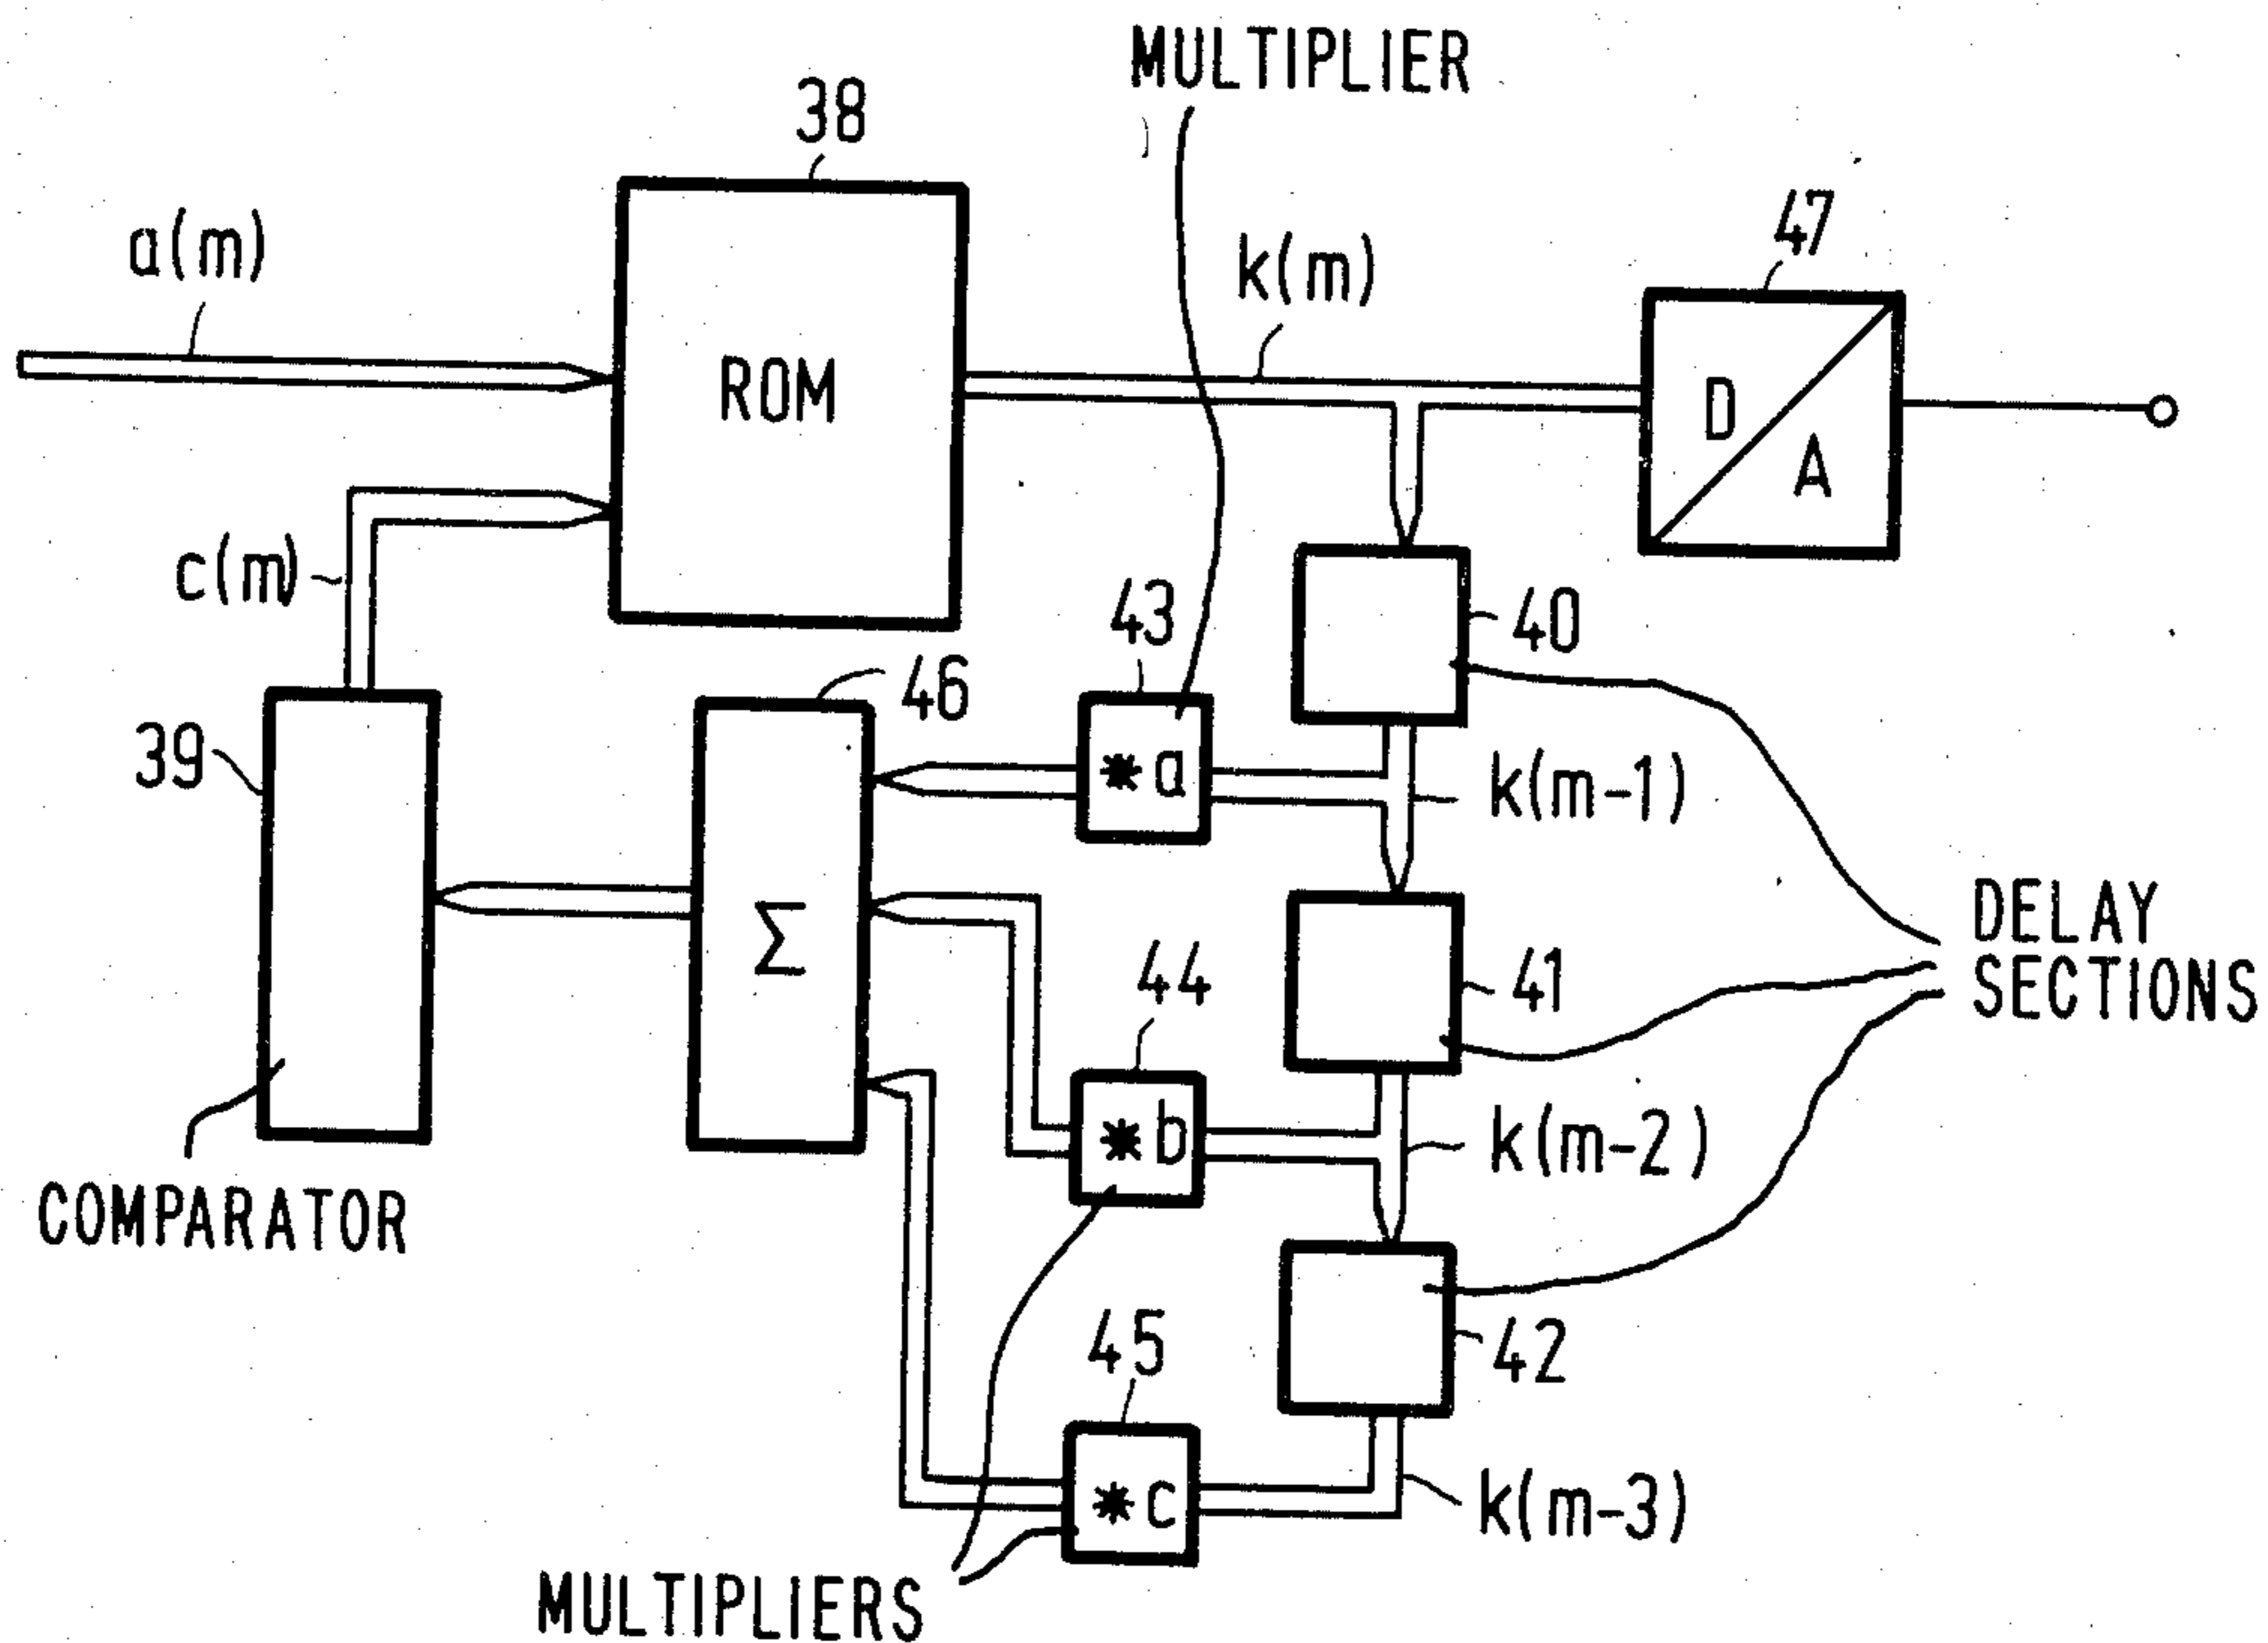 MULTIPLIER
38
a(m)
47
k(m)
ROM
D
A
c(m)
43
40
46
39
* a
k(m-1)
DELAY
SECTIONS
Σ
44
41
* b
k(m-2)
COMPARATOR
45
42
* c
k(m-3)
MULTIPLIERS